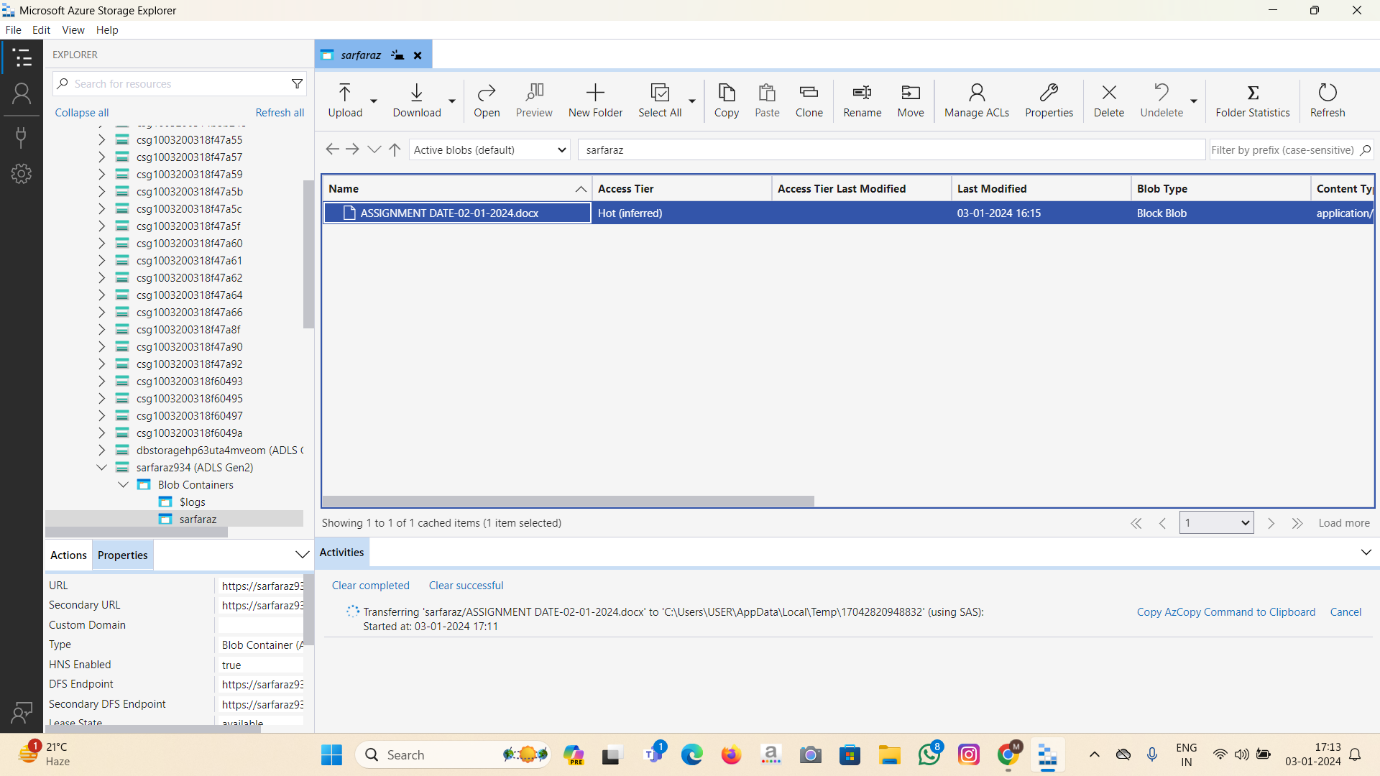 Microsoft Azure Storage Explorer
File Edit View Help
EXPLORER
Search for resources
Collapse all Refresh all
csg1003200318f47a55
csg1003200318f47a57
csg1003200318f47a59
csg1003200318f47a5b
csg1003200318f47a5c
csg1003200318f47a5f
csg1003200318f47a60
csg1003200318f47a61
csg1003200318f47a62
csg1003200318f47a64
csg1003200318f47a66
csg1003200318f47a8f
csg1003200318f47a90
csg1003200318f47a92
csg1003200318f60493
csg1003200318f60495
csg1003200318f60497
csg1003200318f6049a
dbstoragehp63uta4mveom (ADLS
sarfaraz934 (ADLS Gen2)
Blob Containers
$logs
sarfaraz
Actions Properties
URL https://sarfaraz93
Secondary URL https://sarfaraz93
Custom Domain
Type Blob Container (A
HNS Enabled true
DFS Endpoint https://sarfaraz93
Secondary DFS Endpoint https://sarfaraz93
Lease State available
sarfaraz
Upload Download Open Preview New Folder Select All Copy Paste Clone Rename Move Manage ACLs Properties Delete Undelete Folder Statistics Refresh
Active blobs (default) sarfaraz Filter by prefix (case-sensitive)
Name Access Tier Access Tier Last Modified Last Modified Blob Type Content Typ
ASSIGNMENT DATE-02-01-2024.docx Hot (inferred) 03-01-2024 16:15 Block Blob application/
Showing 1 to 1 of 1 cached items (1 item selected) 1 Load more
Activities
Clear completed Clear successful
Transferring 'sarfaraz/ASSIGNMENT DATE-02-01-2024.docx' to 'C:\Users\USER\AppData\Local\Temp\17042820948832' (using SAS): Copy AzCopy Command to Clipboard Cancel
Started at: 03-01-2024 17:11
1 21°C
Haze
Search
PRE
1
a
8
M
ENG
IN
17:13
03-01-2024